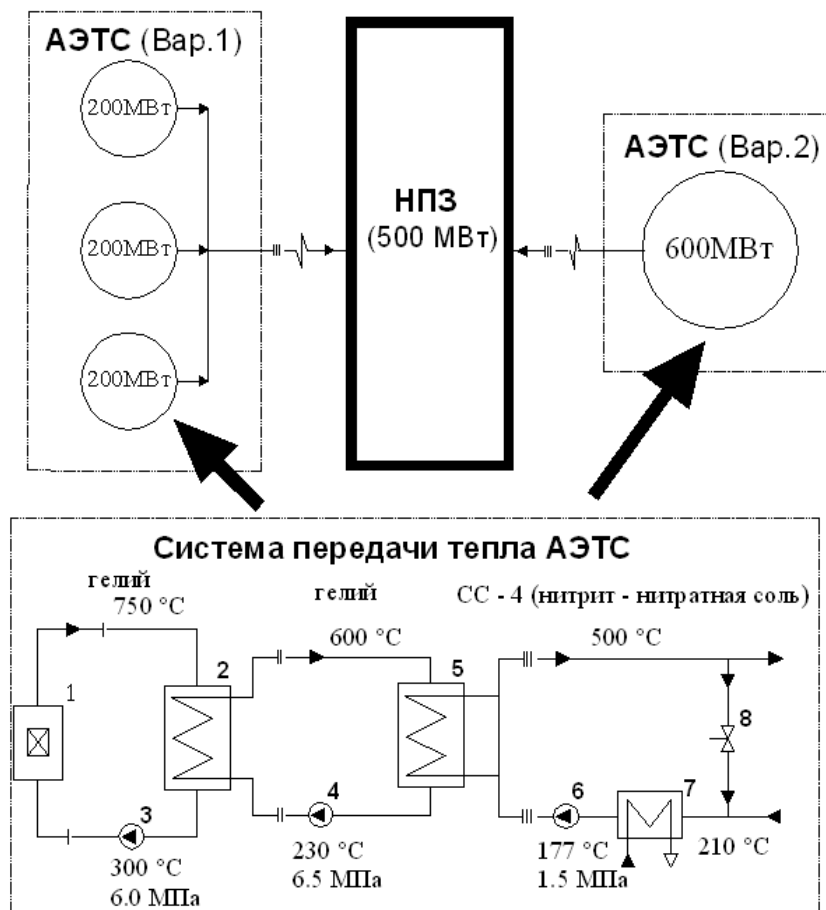 АЭТС (Вар.1)
200МВт
200МВт
200МВт
НПЗ
(500 МВт)
АЭТС (Вар.2)
600МВт
Система передачи тепла АЭТС
гелий
750 °C
гелий
600 °C
СС - 4 (нитрит - нитратная соль)
500 °C
1
2
3
4
5
6
7
8
300 °C
6.0 МПа
230 °C
6.5 МПа
177 °C
1.5 МПа
210 °C